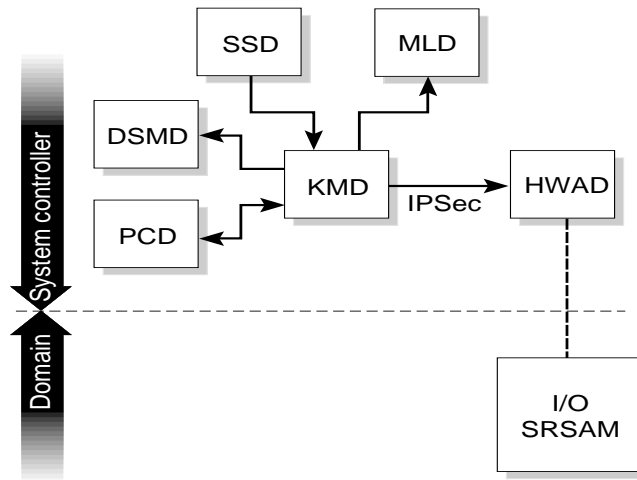 SSD
MLD
DSMD
KMD
IPSec
HWAD
PCD
System controller
Domain
I/O
SRSAM